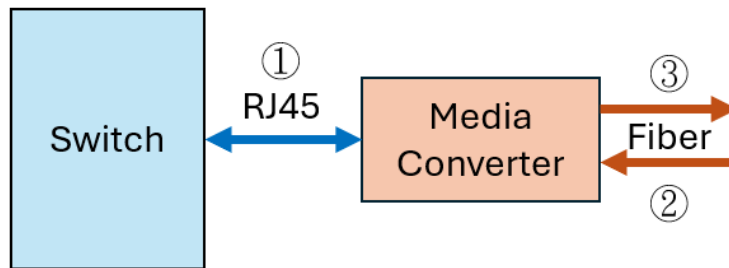 Switch
①
RJ45
Media
Converter
③
Fiber
②